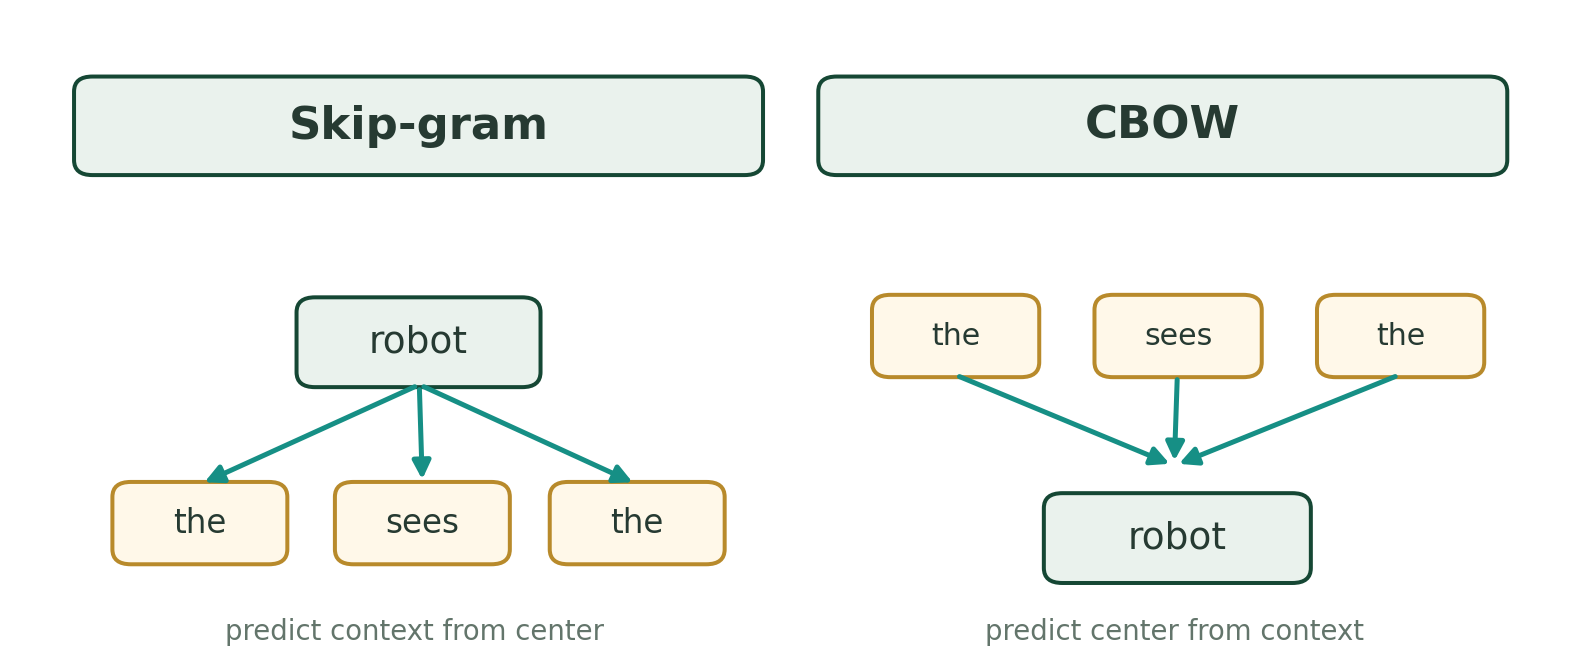 Skip-gram
robot
the sees the
predict context from center
CBOW
the sees the
robot
predict center from context